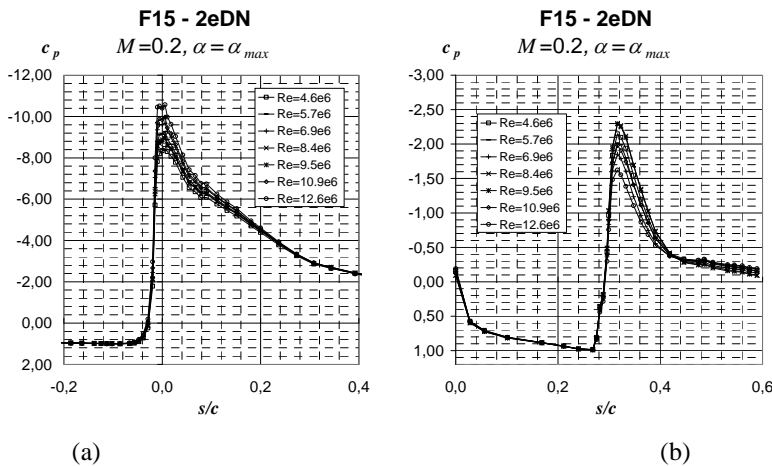 F15 - 2eDN
M=0.2, α=α_max
c_p
-12,00
-10,00
-8,00
-6,00
-4,00
-2,00
0,00
2,00
Re=4.6e6
Re=5.7e6
Re=6.9e6
Re=8.4e6
Re=9.5e6
Re=10.9e6
Re=12.6e6
-0,2
0,0
0,2
0,4
s/c
(a)
F15 - 2eDN
M=0.2, α=α_max
c_p
-3,00
-2,50
-2,00
-1,50
-1,00
-0,50
0,00
0,50
1,00
Re=4.6e6
Re=5.7e6
Re=6.9e6
Re=8.4e6
Re=9.5e6
Re=10.9e6
Re=12.6e6
0,0
0,2
0,4
0,6
s/c
(b)